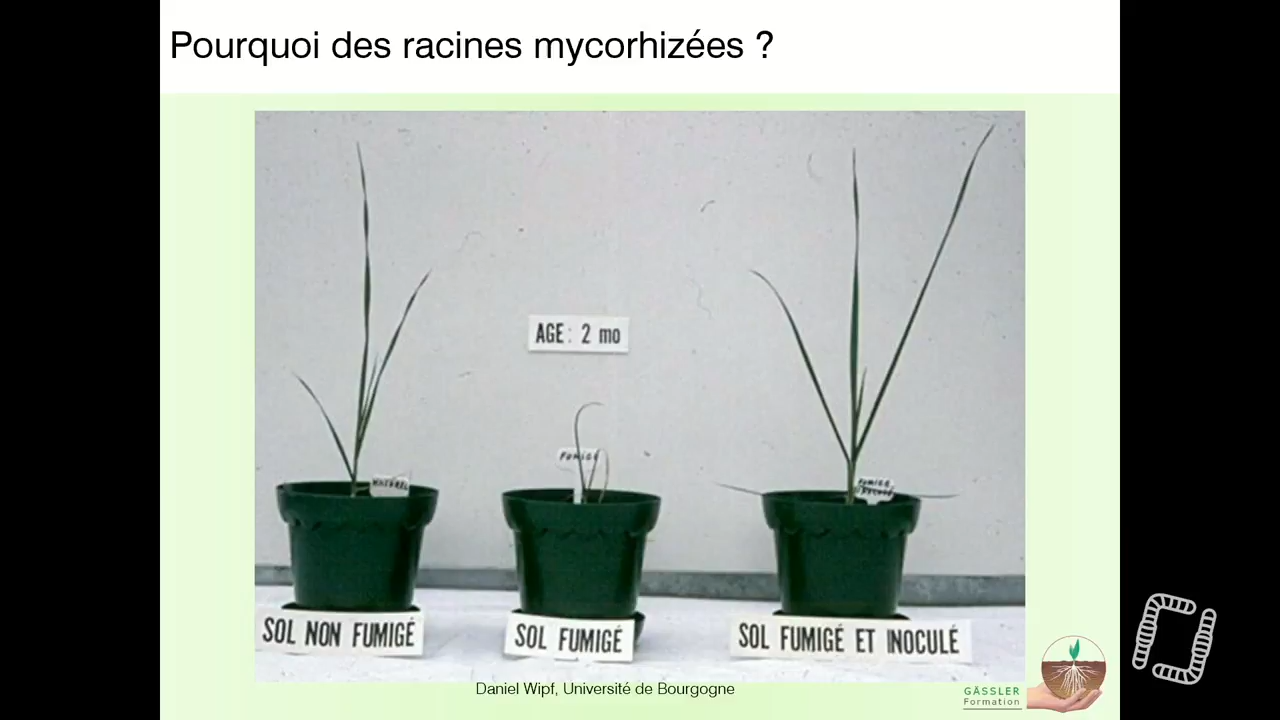 Pourquoi des racines mycorhizées ?
AGE: 2 mo
FUMIGÉ
SOL NON FUMIGÉ
SOL FUMIGÉ
SOL FUMIGÉ ET INOCULÉ
Daniel Wipf, Université de Bourgogne
GÄSSLER
Formation